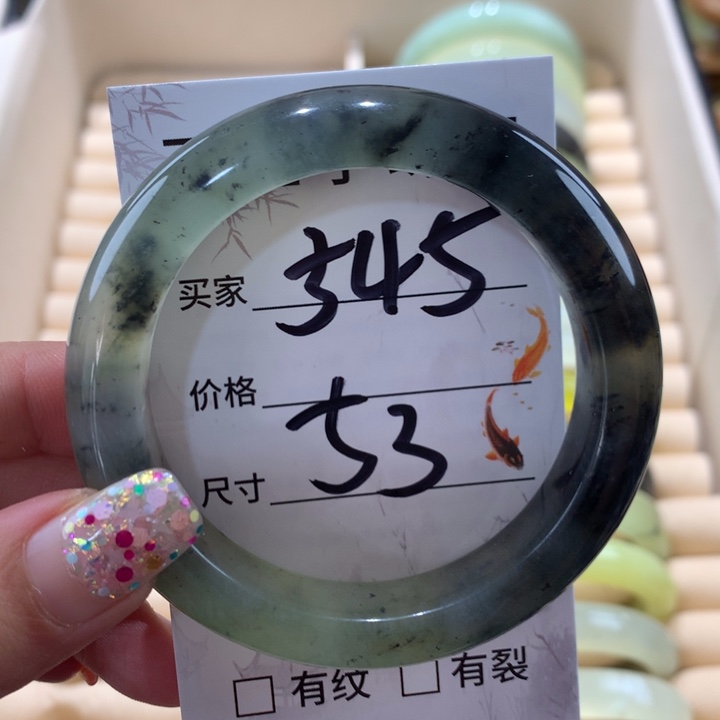 买家 345
价格
尺寸 53
□ 有纹 □ 有裂